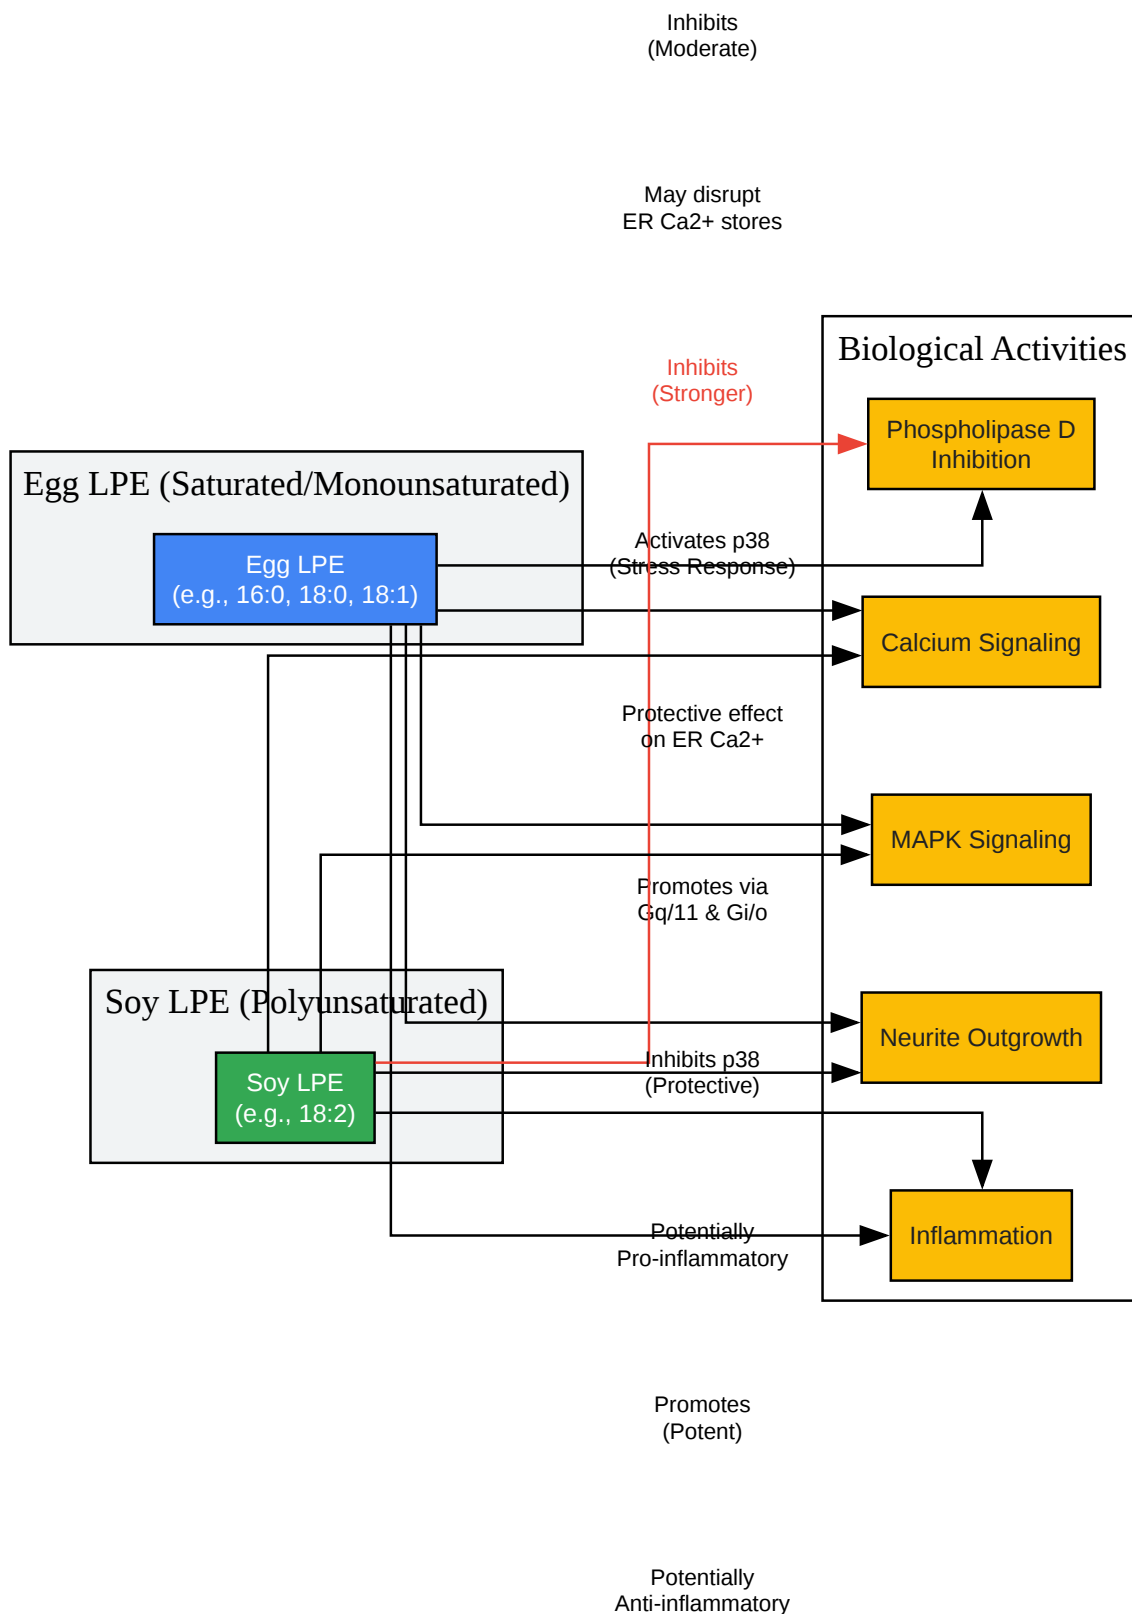 Inhibits
(Moderate)
May disrupt
ER Ca2+ stores
Inhibits
(Stronger)
Biological Activities
Phospholipase D
Inhibition
Egg LPE (Saturated/Monounsaturated)
Egg LPE
(e.g., 16:0, 18:0, 18:1)
Activates p38
(Stress Response)
Calcium Signaling
Protective effect
on ER Ca2+
MAPK Signaling
Promotes via
Gq/11 & Gi/o
Soy LPE (Polyunsaturated)
Soy LPE
(e.g., 18:2)
Neurite Outgrowth
Inhibits p38
(Protective)
Inflammation
Potentially
Pro-inflammatory
Promotes
(Potent)
Potentially
Anti-inflammatory